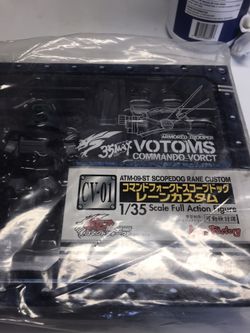 ARMORED TROOPER
35MAX VOTOMS
COMMANDO VORCT
ATM-09-ST SCOPEDOG RANE CUSTOM
CV-01
コマンドフォークトスコープドッグ
レーンカスタム
1/35 Scale Full Action Figure
Factory